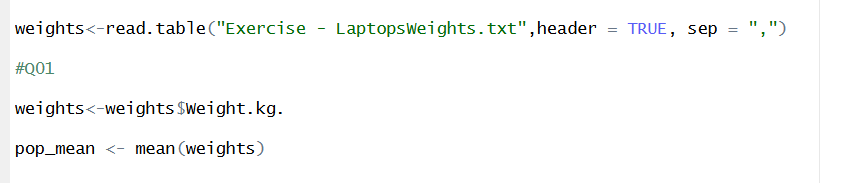 weights<-read.table("Exercise - LaptopsWeights.txt",header = TRUE, sep = ",")
#Q01
weights<-weights$Weight.kg.
pop_mean <- mean(weights)